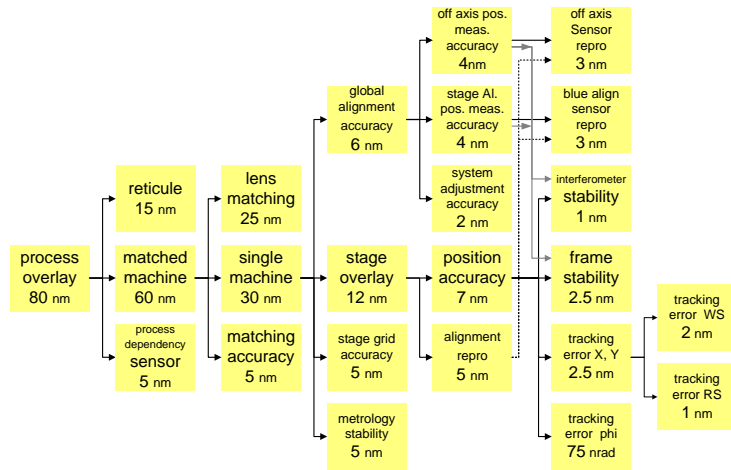 process
overlay
80 nm
reticule
15 nm
matched
machine
60 nm
process
dependency
sensor
5 nm
lens
matching
25 nm
single
machine
30 nm
matching
accuracy
5 nm
global
alignment
accuracy
6 nm
stage
overlay
12 nm
stage grid
accuracy
5 nm
metrology
stability
5 nm
off axis pos.
meas.
accuracy
4nm
stage Al.
pos. meas.
accuracy
4 nm
system
adjustment
accuracy
2 nm
position
accuracy
7 nm
alignment
repro
5 nm
off axis
Sensor
repro
3 nm
blue align
sensor
repro
3 nm
interferometer
stability
1 nm
frame
stability
2.5 nm
tracking
error X, Y
2.5 nm
tracking
error phi
75 nrad
tracking
error WS
2 nm
tracking
error RS
1 nm